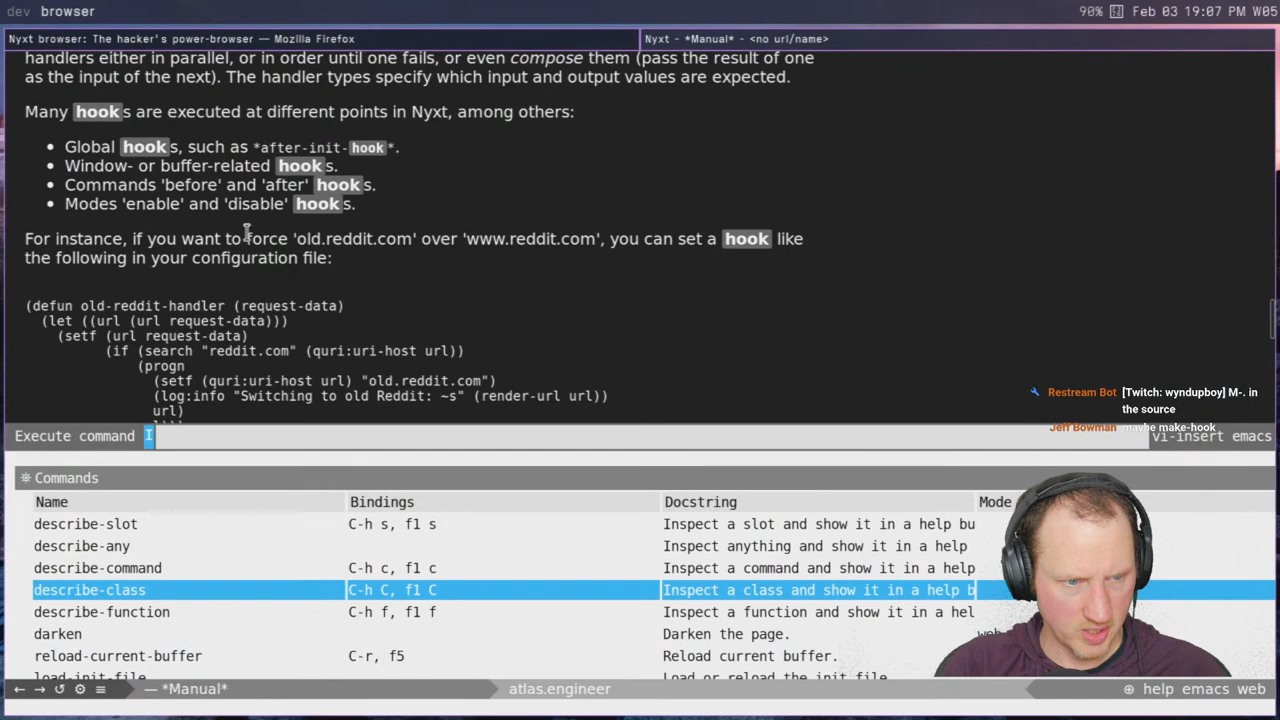 dev browser
90% Feb 03 19:07 W05
Nyxt browser: The hacker's power-browser — Mozilla Firefox
Nyxt - *Manual* - <no url/name>
handlers either in parallel, or in order until one fails, or even compose them (pass the result of one
as the input of the next). The handler types specify which input and output values are expected.
Many hooks are executed at different points in Nyxt, among others:
• Global hooks, such as *after-init-hook*.
• Window- or buffer-related hooks.
• Commands 'before' and 'after' hooks.
• Modes 'enable' and 'disable' hooks.
For instance, if you want to force 'old.reddit.com' over 'www.reddit.com', you can set a hook like
the following in your configuration file:
(defun old-reddit-handler (request-data)
(let ((url (url request-data)))
(setf (url request-data)
(if (search "reddit.com" (quri:uri-host url))
(progn
(setf (quri:uri-host url) "old.reddit.com")
(log:info "Switching to old Reddit: ~s" (render-url url))
url)
Restream Bot [Twitch: wyndupboy] M-. in
the source
Jeff Bowman maybe make-hook
Execute command
vi-insert emacs
Commands
Name Bindings Docstring Mode
describe-slot C-h s, f1 s Inspect a slot and show it in a help bu
describe-any Inspect anything and show it in a help
describe-command C-h c, f1 c Inspect a command and show it in a help
describe-class C-h C, f1 C Inspect a class and show it in a help b
describe-function C-h f, f1 f Inspect a function and show it in a hel
darken Darken the page.
reload-current-buffer C-r, f5 Reload current buffer.
load-init-file Load or reload the init file.
← → ↺ ⚙ ≡ — *Manual* atlas.engineer ⊕ help emacs web